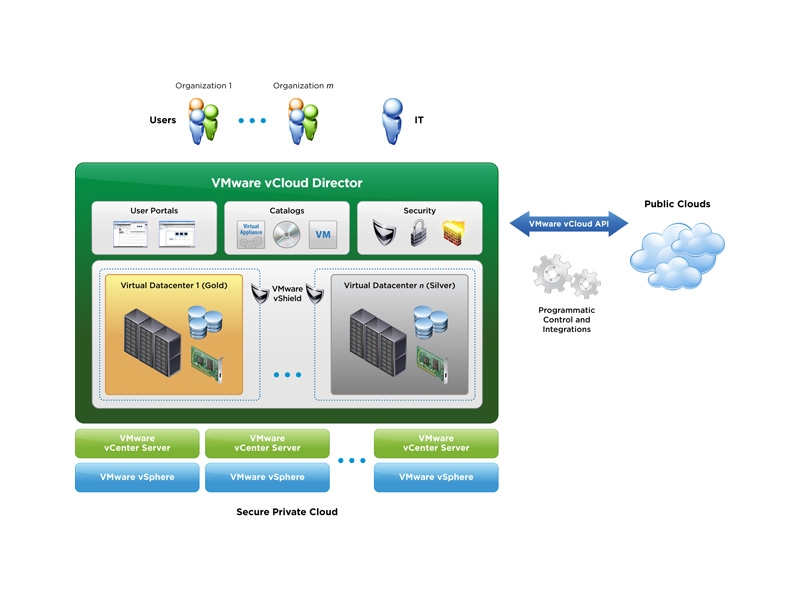 Organization 1
Organization m
Users
IT
VMware vCloud Director
User Portals
Catalogs
Security
Virtual
Appliance
VM
VMware vCloud API
Public Clouds
Programmatic
Control and
Integrations
Virtual Datacenter 1 (Gold)
VMware
vShield
Virtual Datacenter n (Silver)
VMware
vCenter Server
VMware
vCenter Server
VMware
vCenter Server
VMware vSphere
VMware vSphere
VMware vSphere
Secure Private Cloud